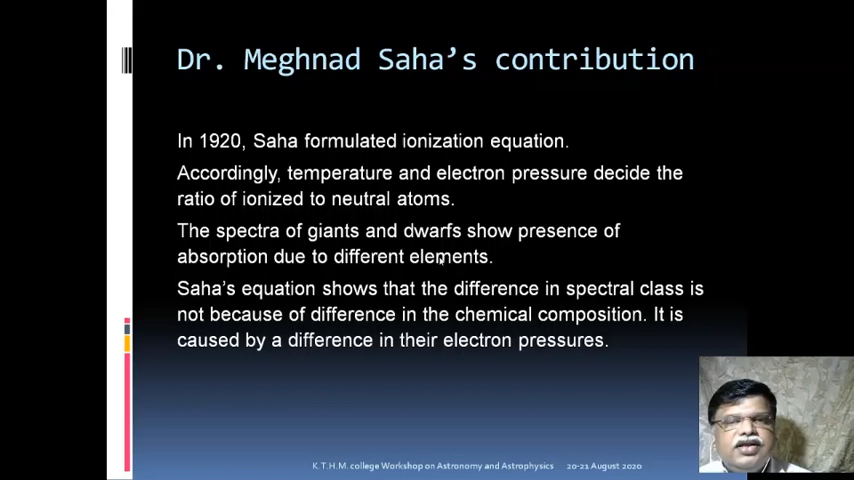 Dr. Meghnad Saha's contribution
In 1920, Saha formulated ionization equation.
Accordingly, temperature and electron pressure decide the
ratio of ionized to neutral atoms.
The spectra of giants and dwarfs show presence of
absorption due to different elements.
Saha's equation shows that the difference in spectral class is
not because of difference in the chemical composition. It is
caused by a difference in their electron pressures.
K.T.H.M. college Workshop on Astronomy and Astrophysics 20-21 August 2020